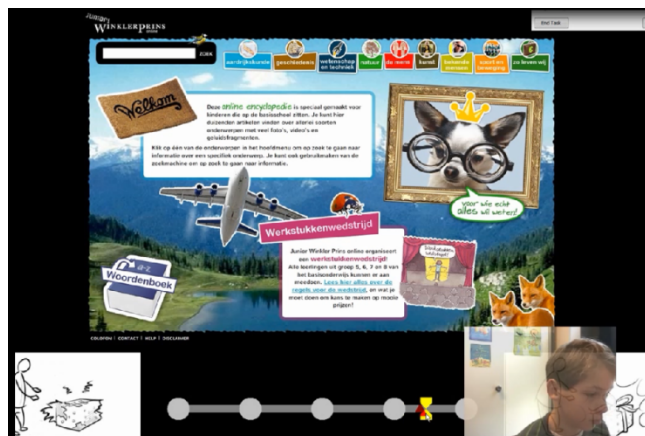 JUNIOR
WINKLERPRINS
ONLINE
ZOEK
End Task
aardrijkskunde
geschiedenis
wetenschap
en techniek
natuur
de mens
kunst
bekende
mensen
sport en
beweging
zo leven wij
Welkom
Deze online encyclopedie is speciaal gemaakt voor
kinderen die op de basisschool zitten. Je kunt hier
duizenden artikelen vinden over allerlei soorten
onderwerpen met veel foto's, video's en
geluidsfragmenten.
Klik op één van de onderwerpen in het hoofdmenu om op zoek te gaan naar
informatie over een specifiek onderwerp. Je kunt ook gebruikmaken van de
zoekmachine om op zoek te gaan naar informatie.
voor wie echt
alles wil weten!
Werkstukkenwedstrijd
Junior Winkler Prins online organiseert
een werkstukkenwedstrijd!
Alle leerlingen uit groep 5, 6, 7 en 8 van
het basisonderwijs kunnen er aan
meedoen. Lees hier alles over de
regels voor de wedstrijd, en wat je
moet doen om kans te maken op mooie
prijzen!
A-Z
Woordenboek
COLOFON | CONTACT | HELP | DISCLAIMER